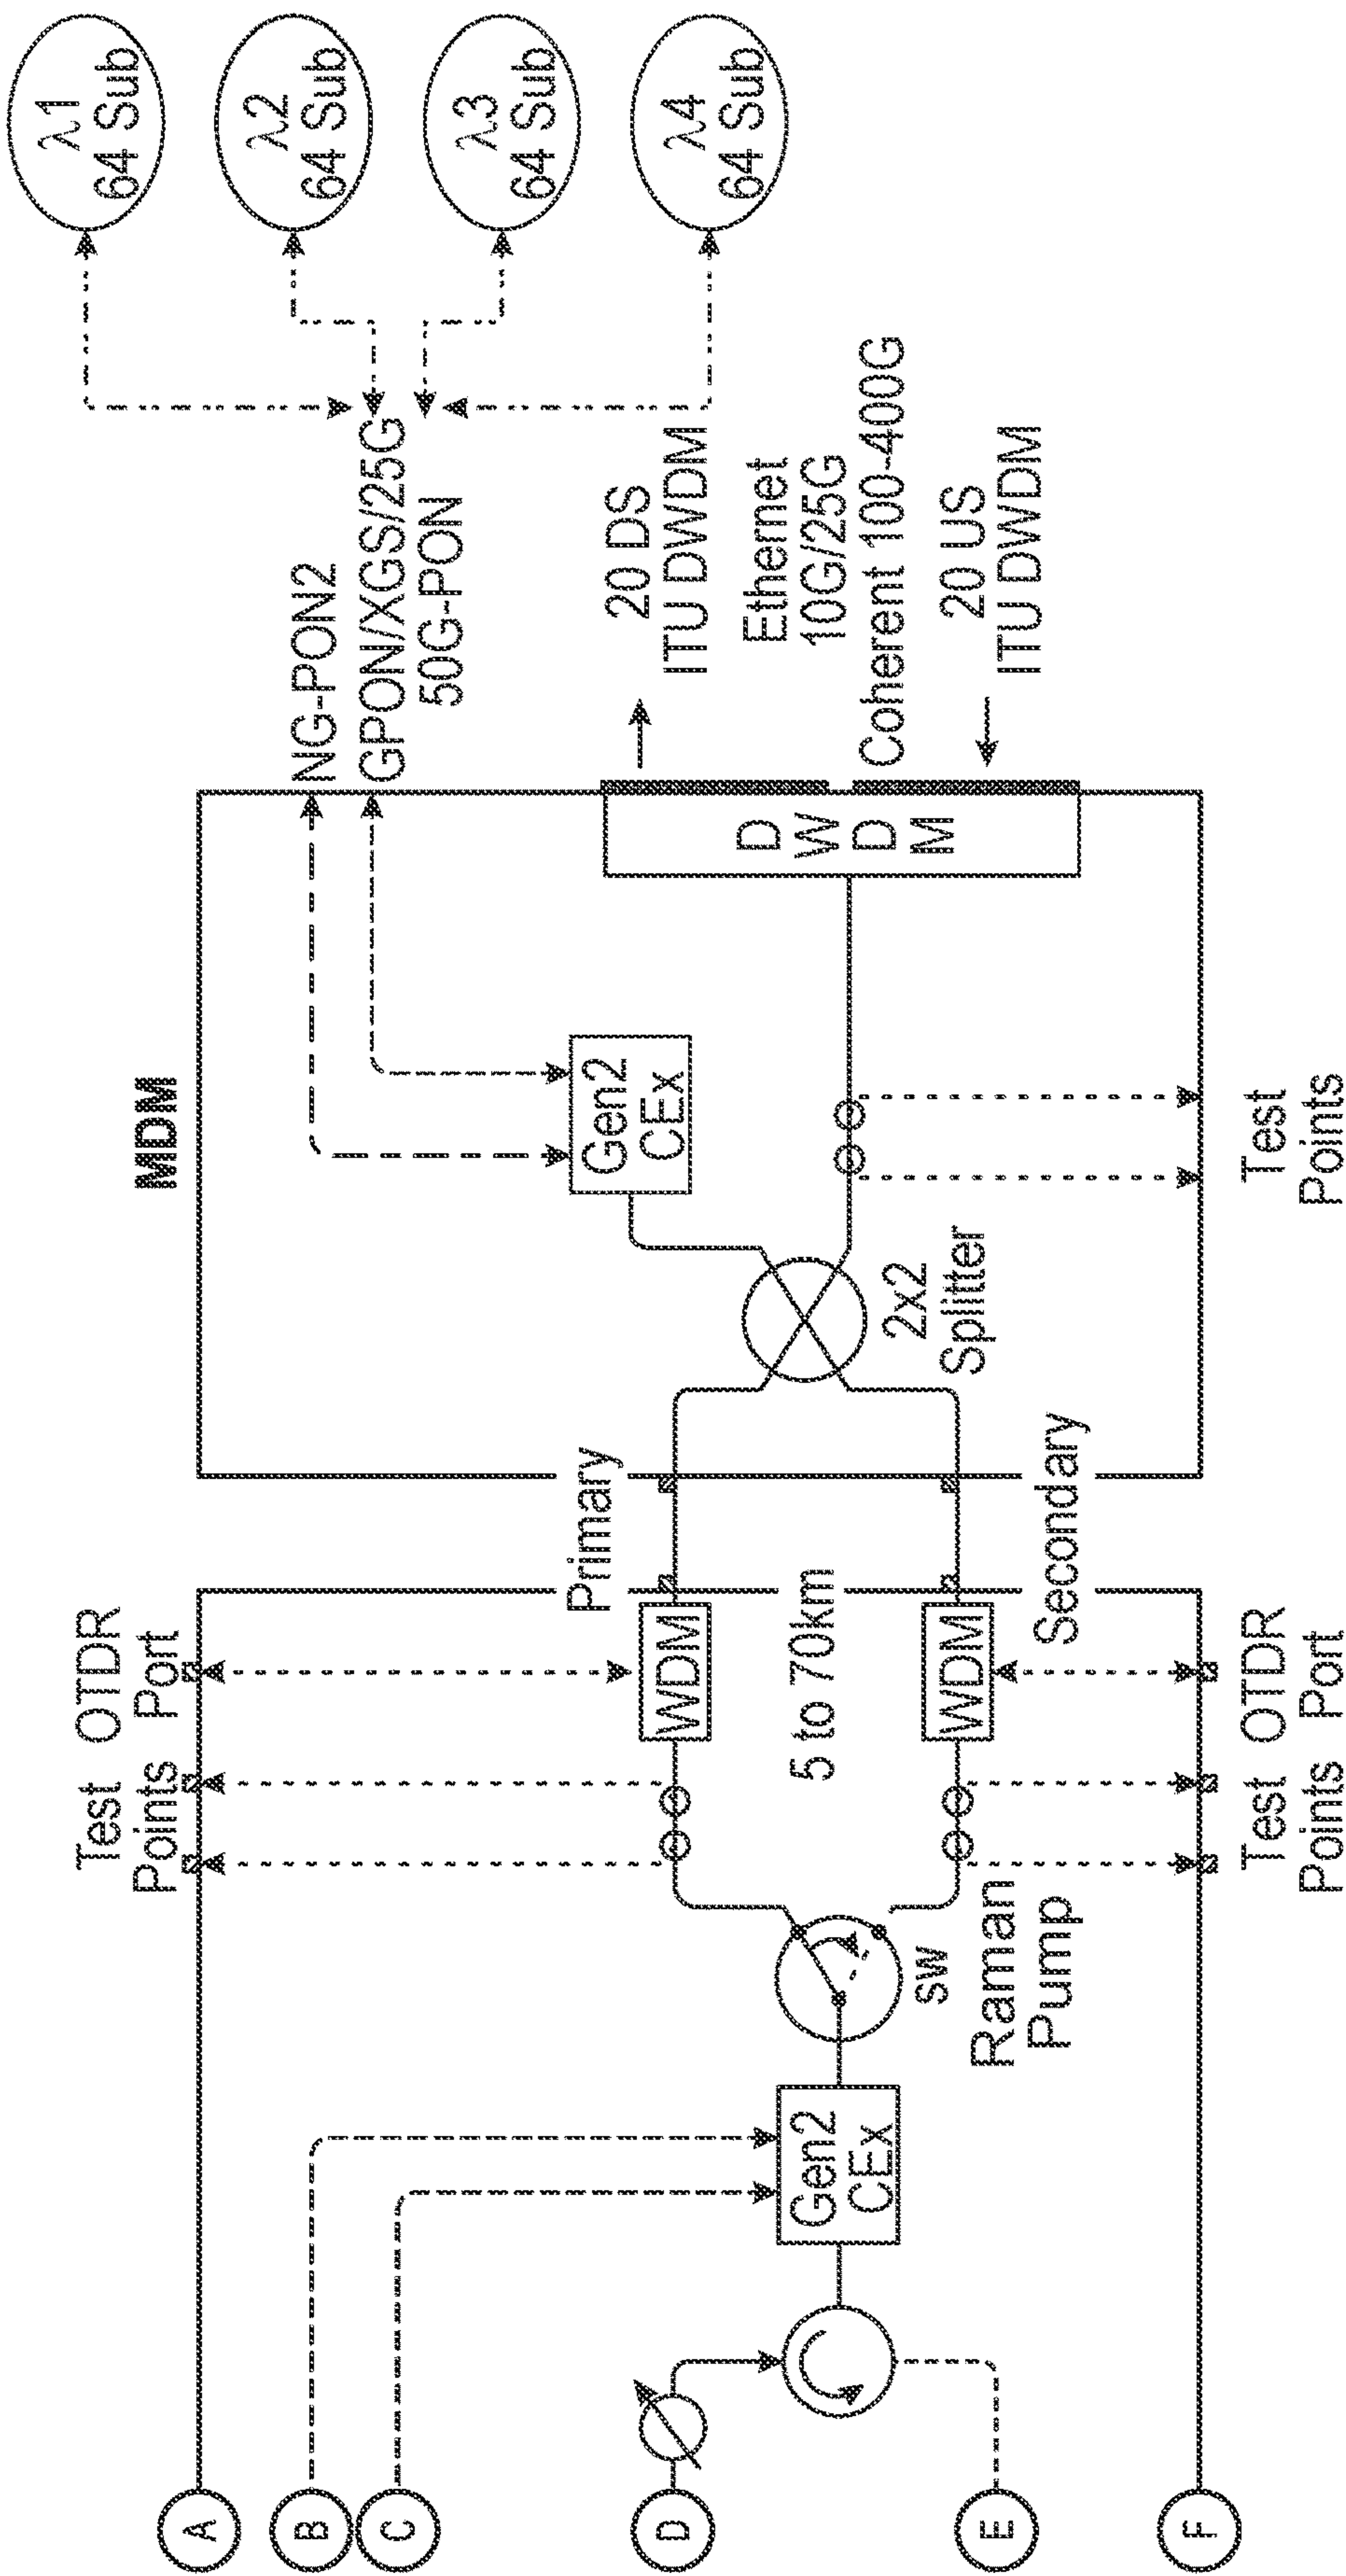 A
B
C
D
E
F
Gen2
CEx
SW
Raman
Pump
Test
Points
OTDR
Port
WDM
5 to 70km
WDM
Test
Points
OTDR
Port
Primary
Secondary
MDM
2x2
Splitter
Gen2
CEx
Test
Points
D
W
D
M
NG-PON2
GPON/XGS/25G
50G-PON
20 DS
ITU DWDM
Ethernet
10G/25G
Coherent 100-400G
20 US
ITU DWDM
λ1
64 Sub
λ2
64 Sub
λ3
64 Sub
λ4
64 Sub